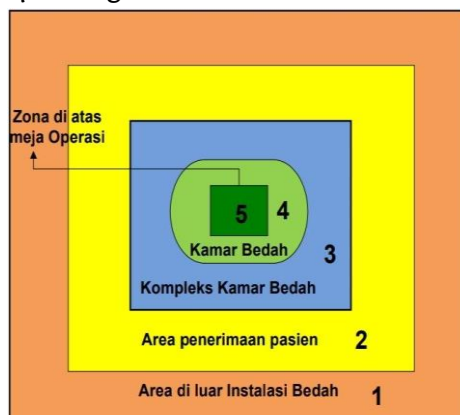 Zona di atas
meja Operasi
5
4
Kamar Bedah
3
Kompleks Kamar Bedah
Area penerimaan pasien 2
Area di luar Instalasi Bedah 1